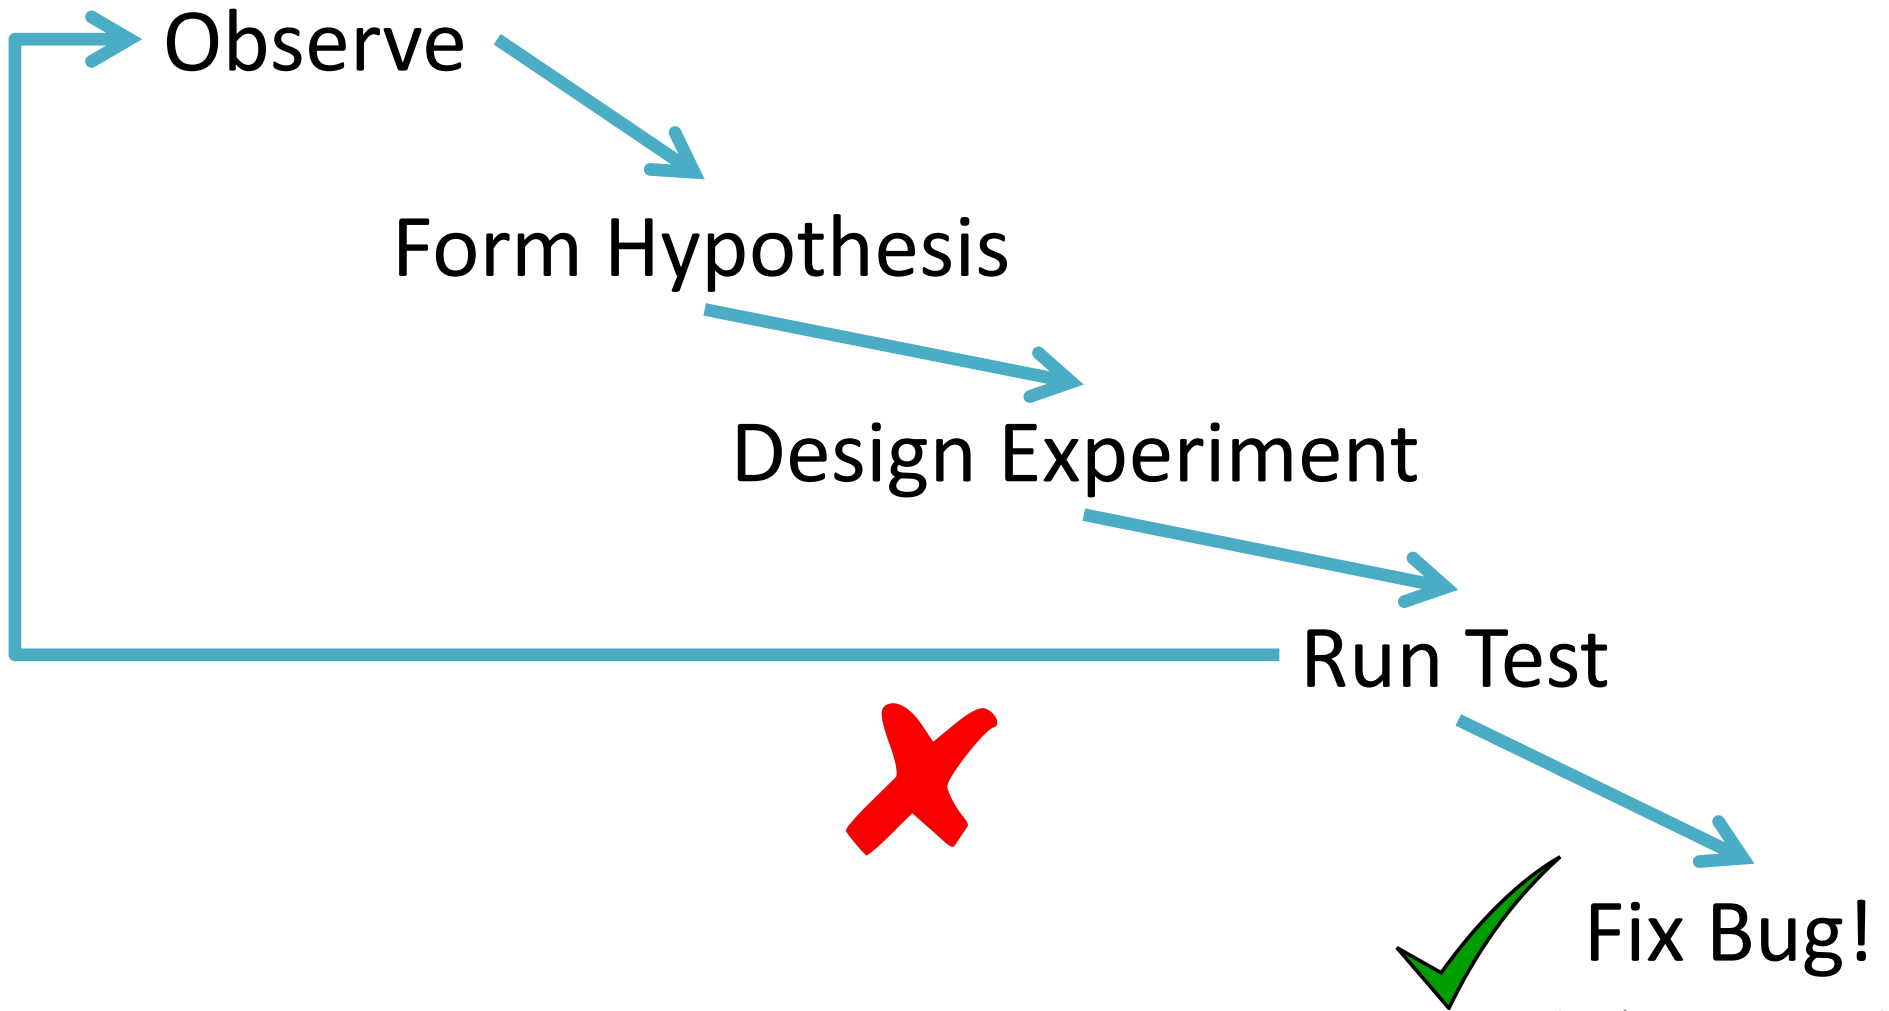 Observe
Form Hypothesis
Design Experiment
Run Test
Fix Bug!